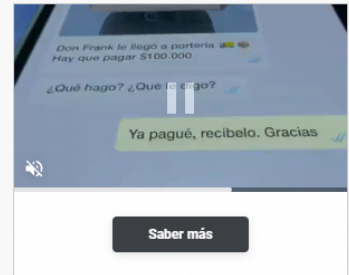 Don Frank le llegó a portería
Hay que pagar $100.000
¿Qué hago? ¿Qué le digo?
Ya pagué, recíbelo. Gracias
Saber más